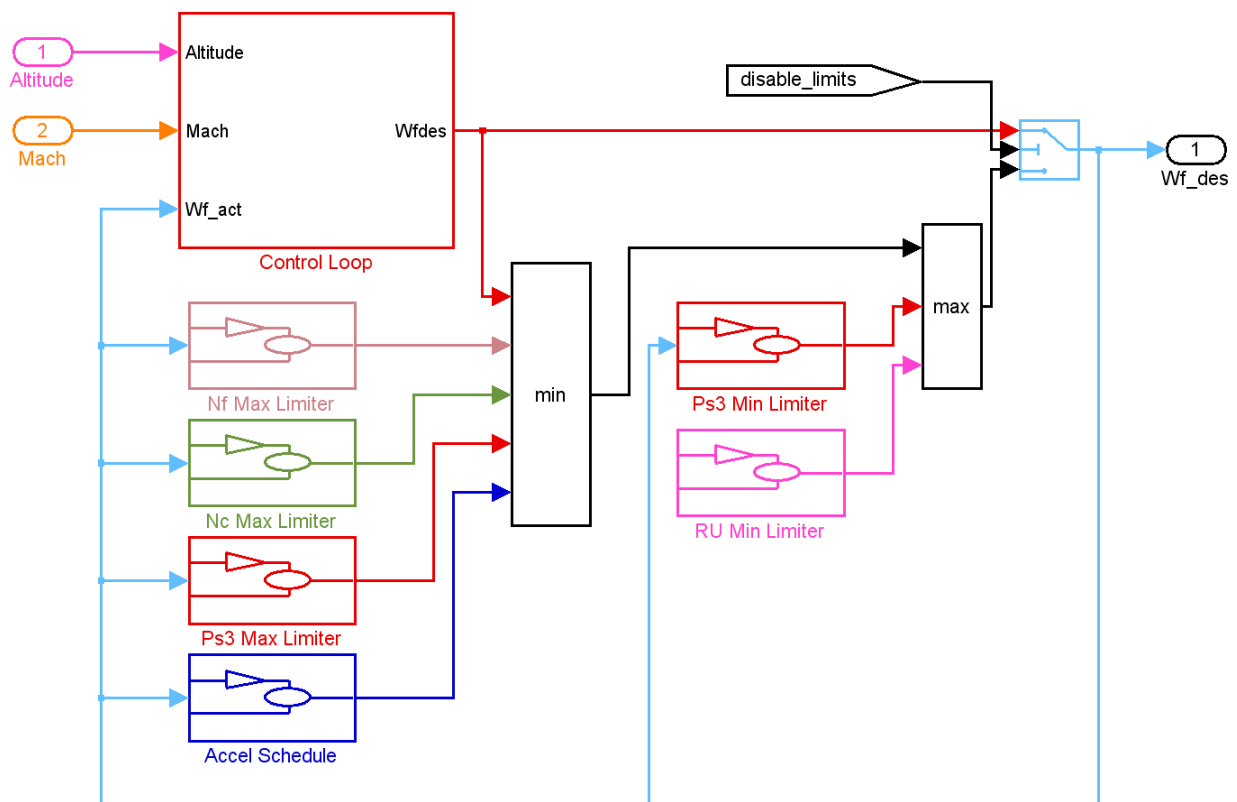 1
Altitude
2
Mach
Altitude
Mach
Wf_act
Wfdes
Control Loop
disable_limits
1
Wf_des
Nf Max Limiter
Nc Max Limiter
Ps3 Max Limiter
Accel Schedule
min
Ps3 Min Limiter
RU Min Limiter
max